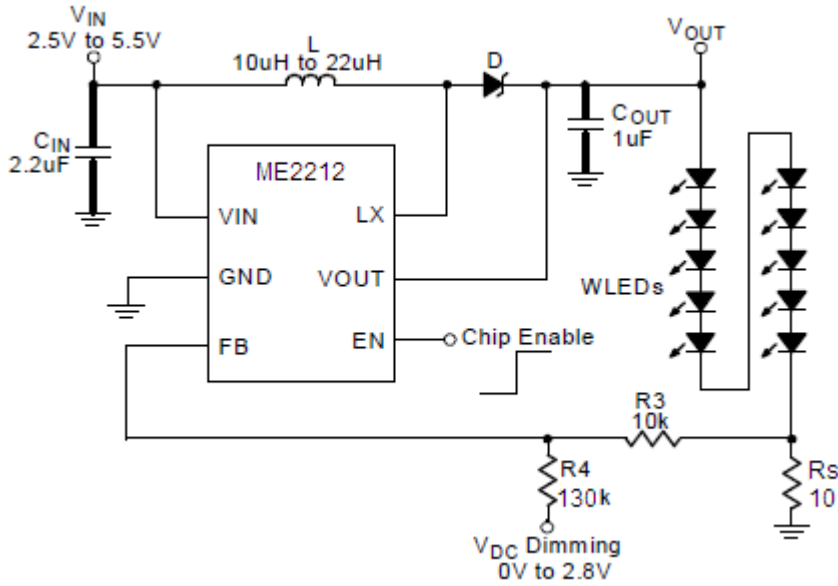 VIN
2.5V to 5.5V
L
10uH to 22uH
D
VOUT
CIN
2.2uF
COUT
1uF
ME2212
VIN
LX
GND
VOUT
FB
EN
Chip Enable
WLEDs
R3
10k
R4
130k
Rs
10
VDC Dimming
0V to 2.8V